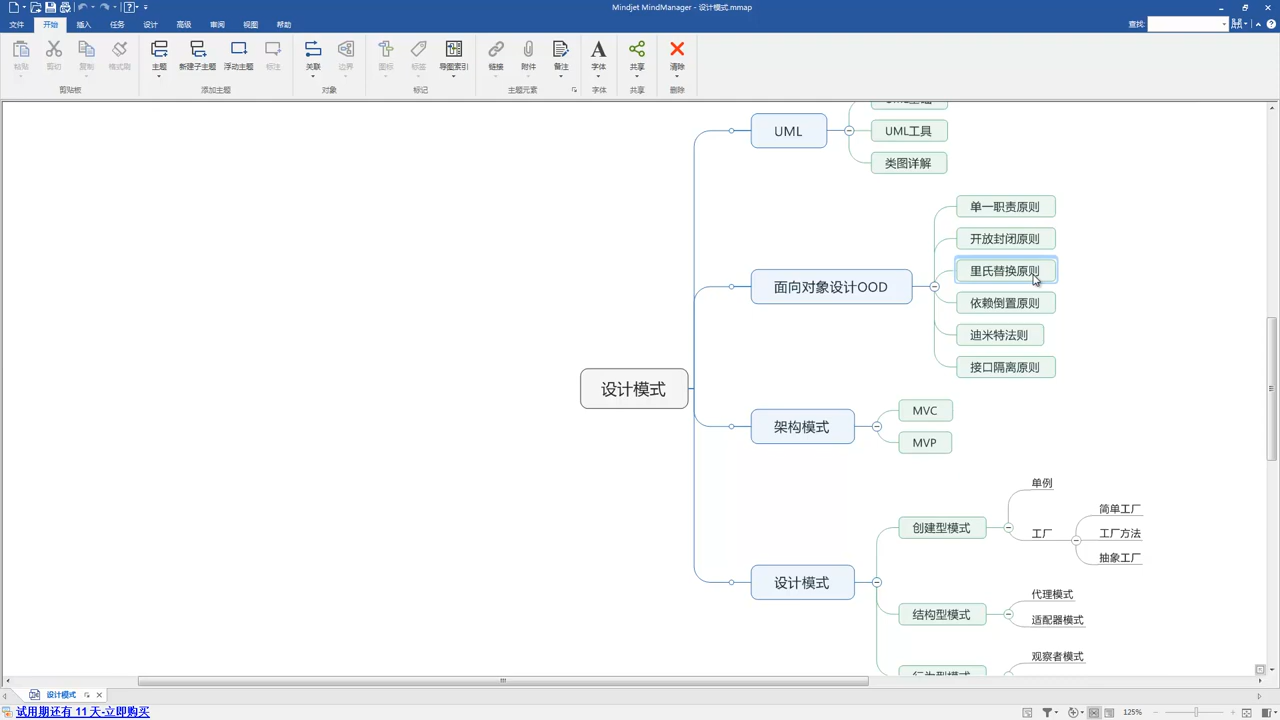 Mindjet MindManager - 设计模式.mmap
文件 开始 插入 任务 设计 高级 审阅 视图 帮助
查找:
粘贴 剪切 复制 格式刷 主题 新建子主题 浮动主题 标注 关联 边界 图标 标签 导图索引 链接 附件 备注 字体 共享 清除
剪贴板 添加主题 对象 标记 主题元素 字体 共享 删除
UML
UML工具
类图详解
面向对象设计OOD
单一职责原则
开放封闭原则
里氏替换原则
依赖倒置原则
迪米特法则
接口隔离原则
设计模式
架构模式
MVC
MVP
设计模式
创建型模式
单例
工厂
简单工厂
工厂方法
抽象工厂
结构型模式
代理模式
适配器模式
行为型模式
观察者模式
设计模式
试用期还有 11 天-立即购买
125%